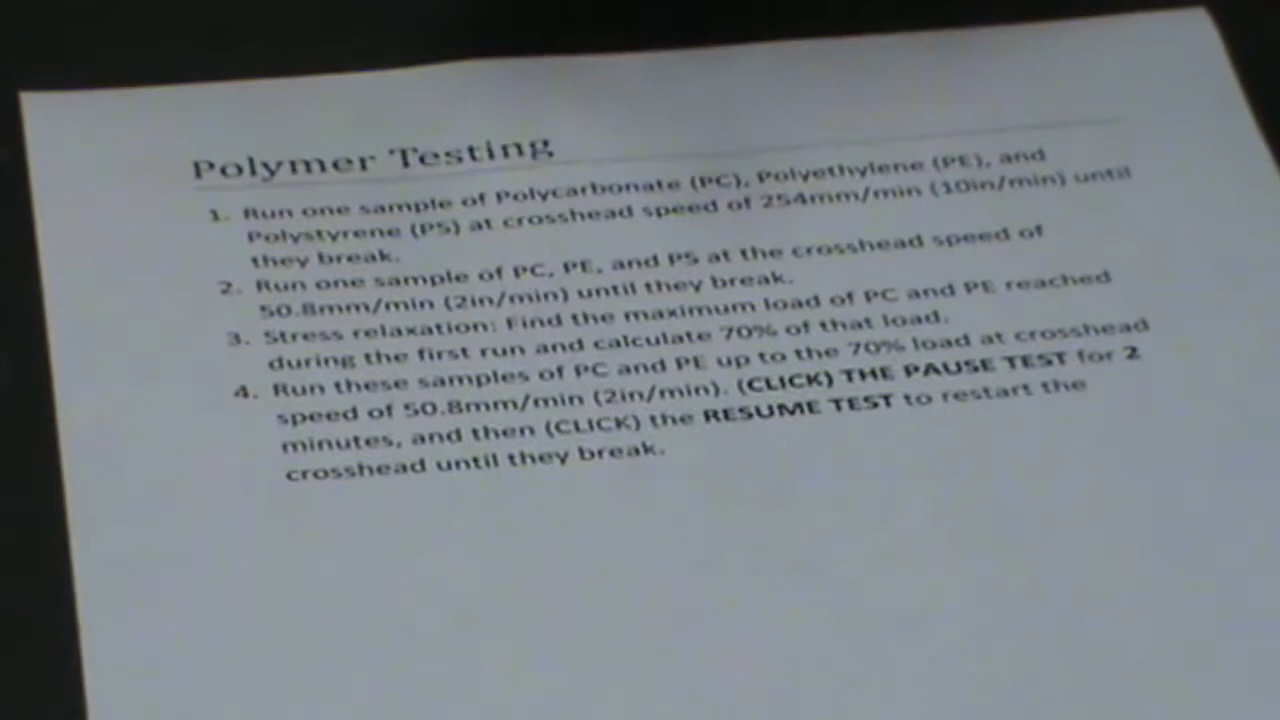 Polymer Testing
1. Run one sample of Polycarbonate (PC), Polyethylene (PE), and
Polystyrene (PS) at crosshead speed of 254mm/min (10in/min) until
they break.
2. Run one sample of PC, PE, and PS at the crosshead speed of
50.8mm/min (2in/min) until they break.
3. Stress relaxation: Find the maximum load of PC and PE reached
during the first run and calculate 70% of that load.
4. Run these samples of PC and PE up to the 70% load at crosshead
speed of 50.8mm/min (2in/min). (CLICK) THE PAUSE TEST for 2
minutes, and then (CLICK) the RESUME TEST to restart the
crosshead until they break.